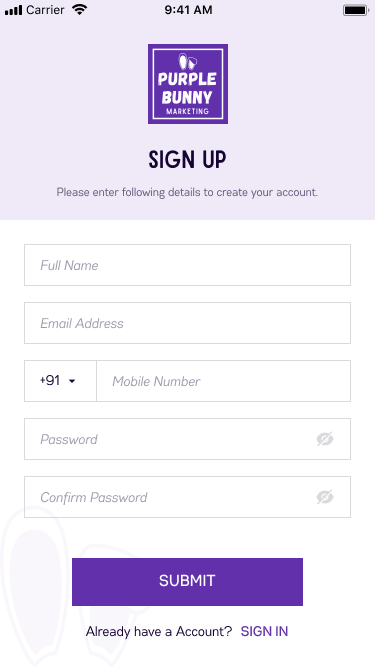 Carrier 9:41 AM
PURPLE
BUNNY
MARKETING
SIGN UP
Please enter following details to create your account.
Full Name
Email Address
+91 Mobile Number
Password
Confirm Password
SUBMIT
Already have a Account? SIGN IN